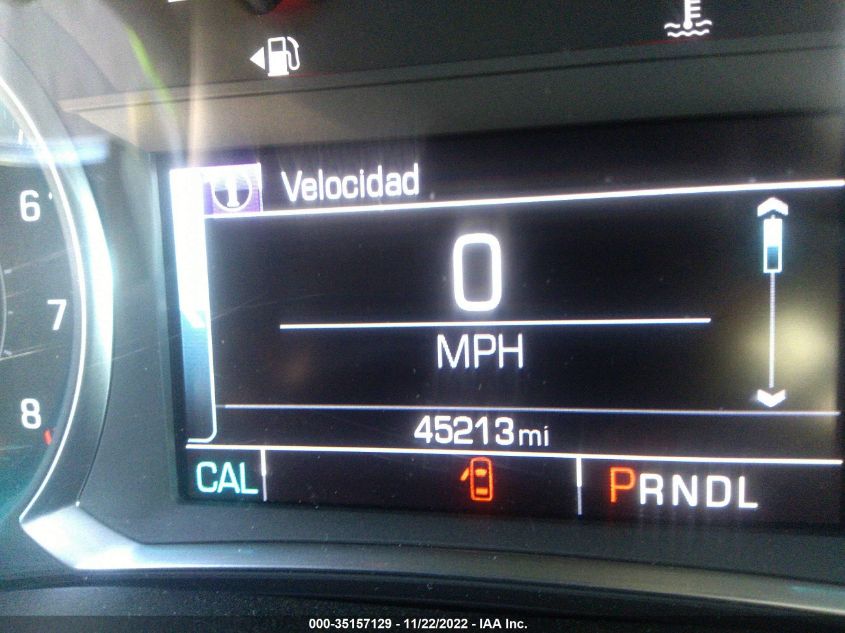 6
7
8
Velocidad
0
MPH
45213mi
CAL
PRNDL
000-35157129 - 11/22/2022 - IAA Inc.